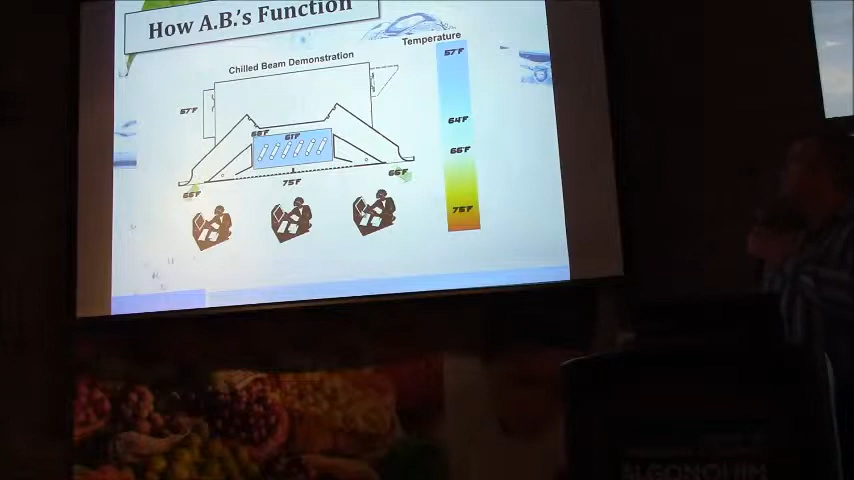 How A.B.'s Function
Temperature
Chilled Beam Demonstration
57°F
57°F
64°F
66°F
75°F
66°F
75°F
66°F
ALGONQUIN